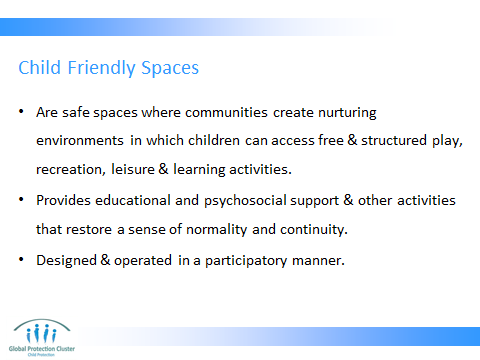 Child Friendly Spaces
• Are safe spaces where communities create nurturing
environments in which children can access free & structured play,
recreation, leisure & learning activities.
• Provides educational and psychosocial support & other activities
that restore a sense of normality and continuity.
• Designed & operated in a participatory manner.
Global Protection Cluster
Child Protection